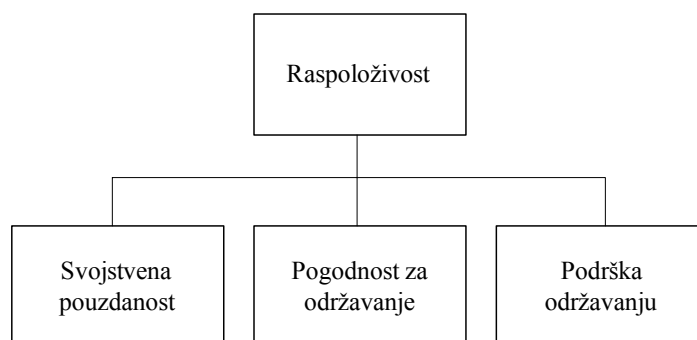 Raspoloživost
Svojstvena
pouzdanost
Pogodnost za
održavanje
Podrška
održavanju